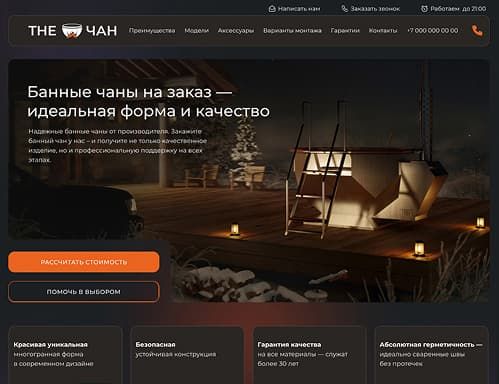 Написать нам
Заказать звонок
Работаем до 21:00
THE ЧАН
Преимущества
Модели
Аксессуары
Варианты монтажа
Гарантии
Контакты
+7 000 000 00 00
Банные чаны на заказ —
идеальная форма и качество
Надежные банные чаны от производителя. Закажите
банный чан у нас – и получите не только качественное
изделие, но и профессиональную поддержку на всех
этапах.
РАССЧИТАТЬ СТОИМОСТЬ
ПОМОЧЬ В ВЫБОРОМ
Красивая уникальная
многогранная форма
в современном дизайне
Безопасная
устойчивая конструкция
Гарантия качества
на все материалы — служат
более 30 лет
Абсолютная герметичность —
идеально сваренные швы
без протечек